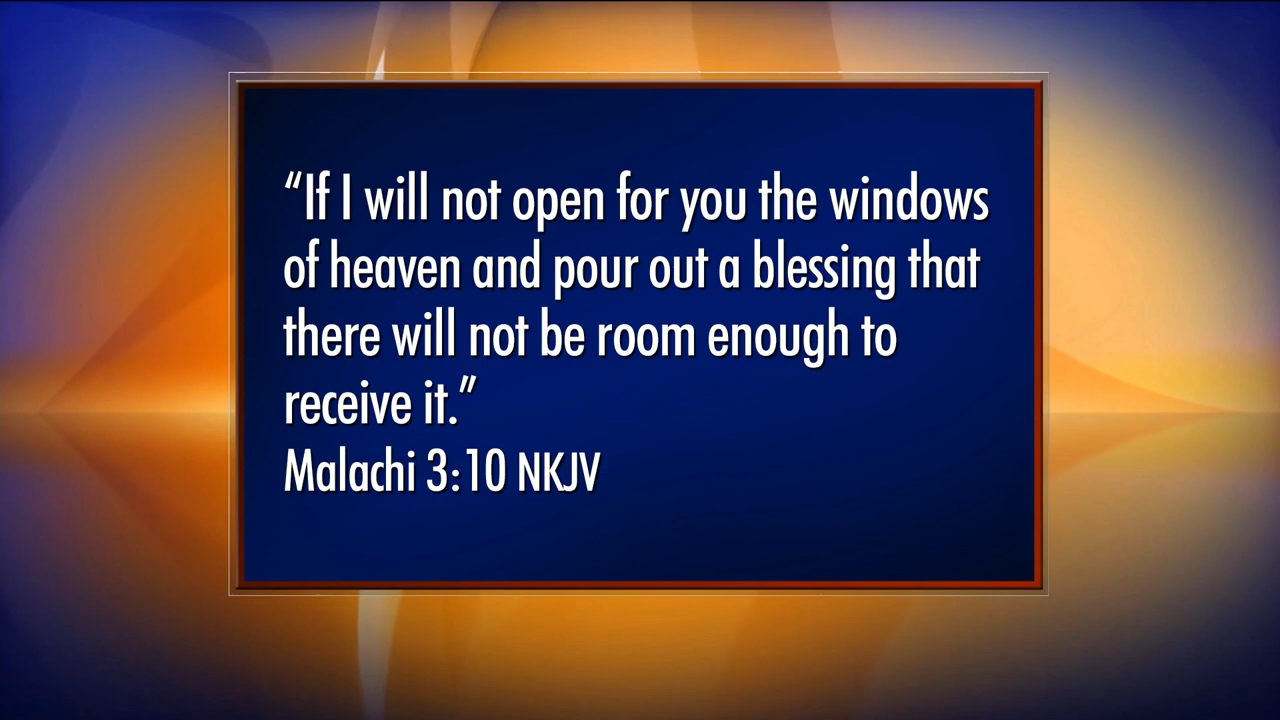 “If I will not open for you the windows
of heaven and pour out a blessing that
there will not be room enough to
receive it.”
Malachi 3:10 NKJV